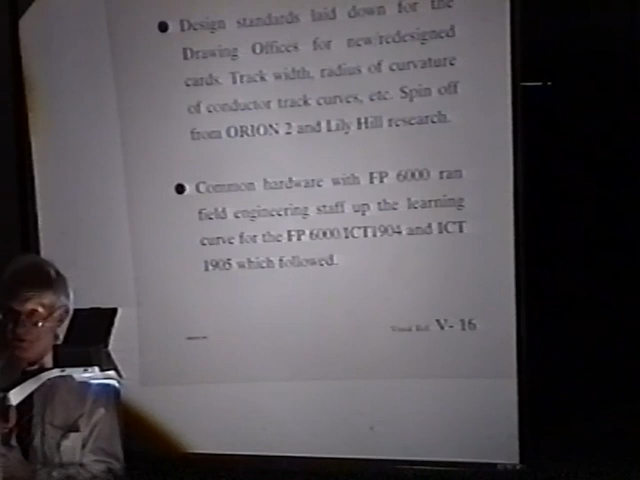 Design standards laid down for the
Drawing Offices for new/redesigned
cards. Track width, radius of curvature
of conductor track curves, etc. Spin off
from ORION 2 and Lily Hill research.
Common hardware with FP 6000 ran
field engineering staff up the learning
curve for the FP 6000/ICT1904 and ICT
1905 which followed.
V- 16